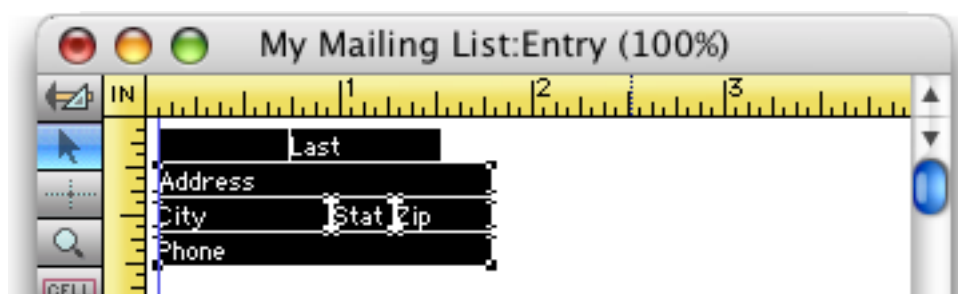 My Mailing List:Entry (100%)
IN 1 2 3
Last
Address
City Stat Zip
Phone
CELL